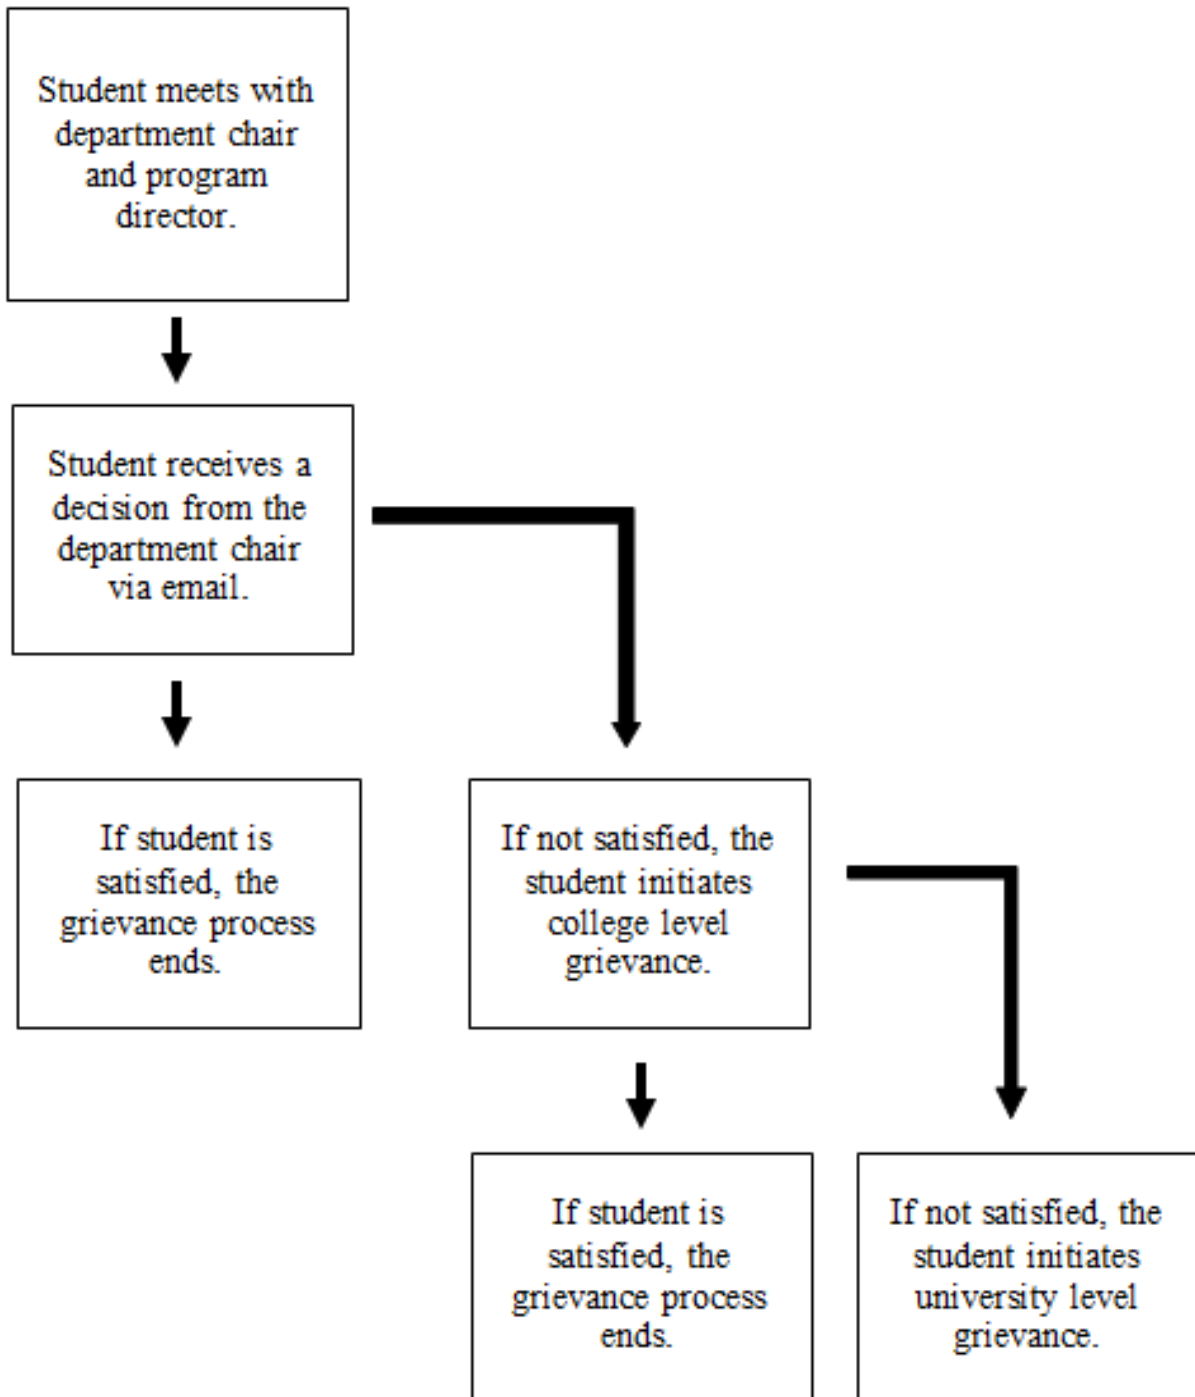 Student meets with
department chair
and program
director.
Student receives a
decision from the
department chair
via email.
If student is
satisfied, the
grievance process
ends.
If not satisfied, the
student initiates
college level
grievance.
If student is
satisfied, the
grievance process
ends.
If not satisfied, the
student initiates
university level
grievance.